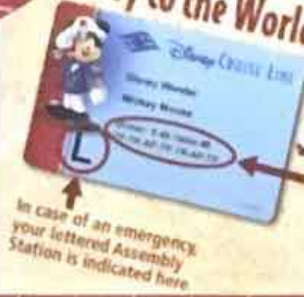 y to the World
Disney CRUISE LINE
Disney Wonder
Mickey Mouse
L
In case of an emergency,
your lettered Assembly
Station is indicated here